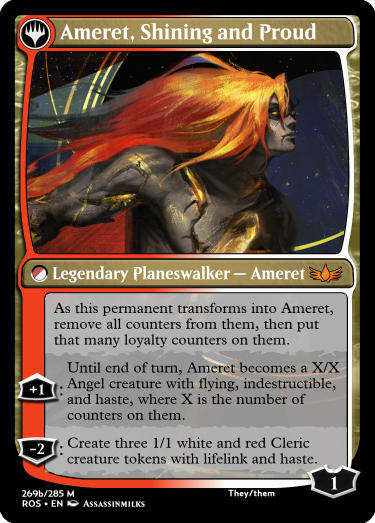 Ameret, Shining and Proud
Legendary Planeswalker — Ameret
As this permanent transforms into Ameret,
remove all counters from them, then put
that many loyalty counters on them.
Until end of turn, Ameret becomes a X/X
Angel creature with flying, indestructible,
+1: and haste, where X is the number of
counters on them.
-2: Create three 1/1 white and red Cleric
creature tokens with lifelink and haste.
1
269b/285 M
They/them
ROS • EN Assassinmilks